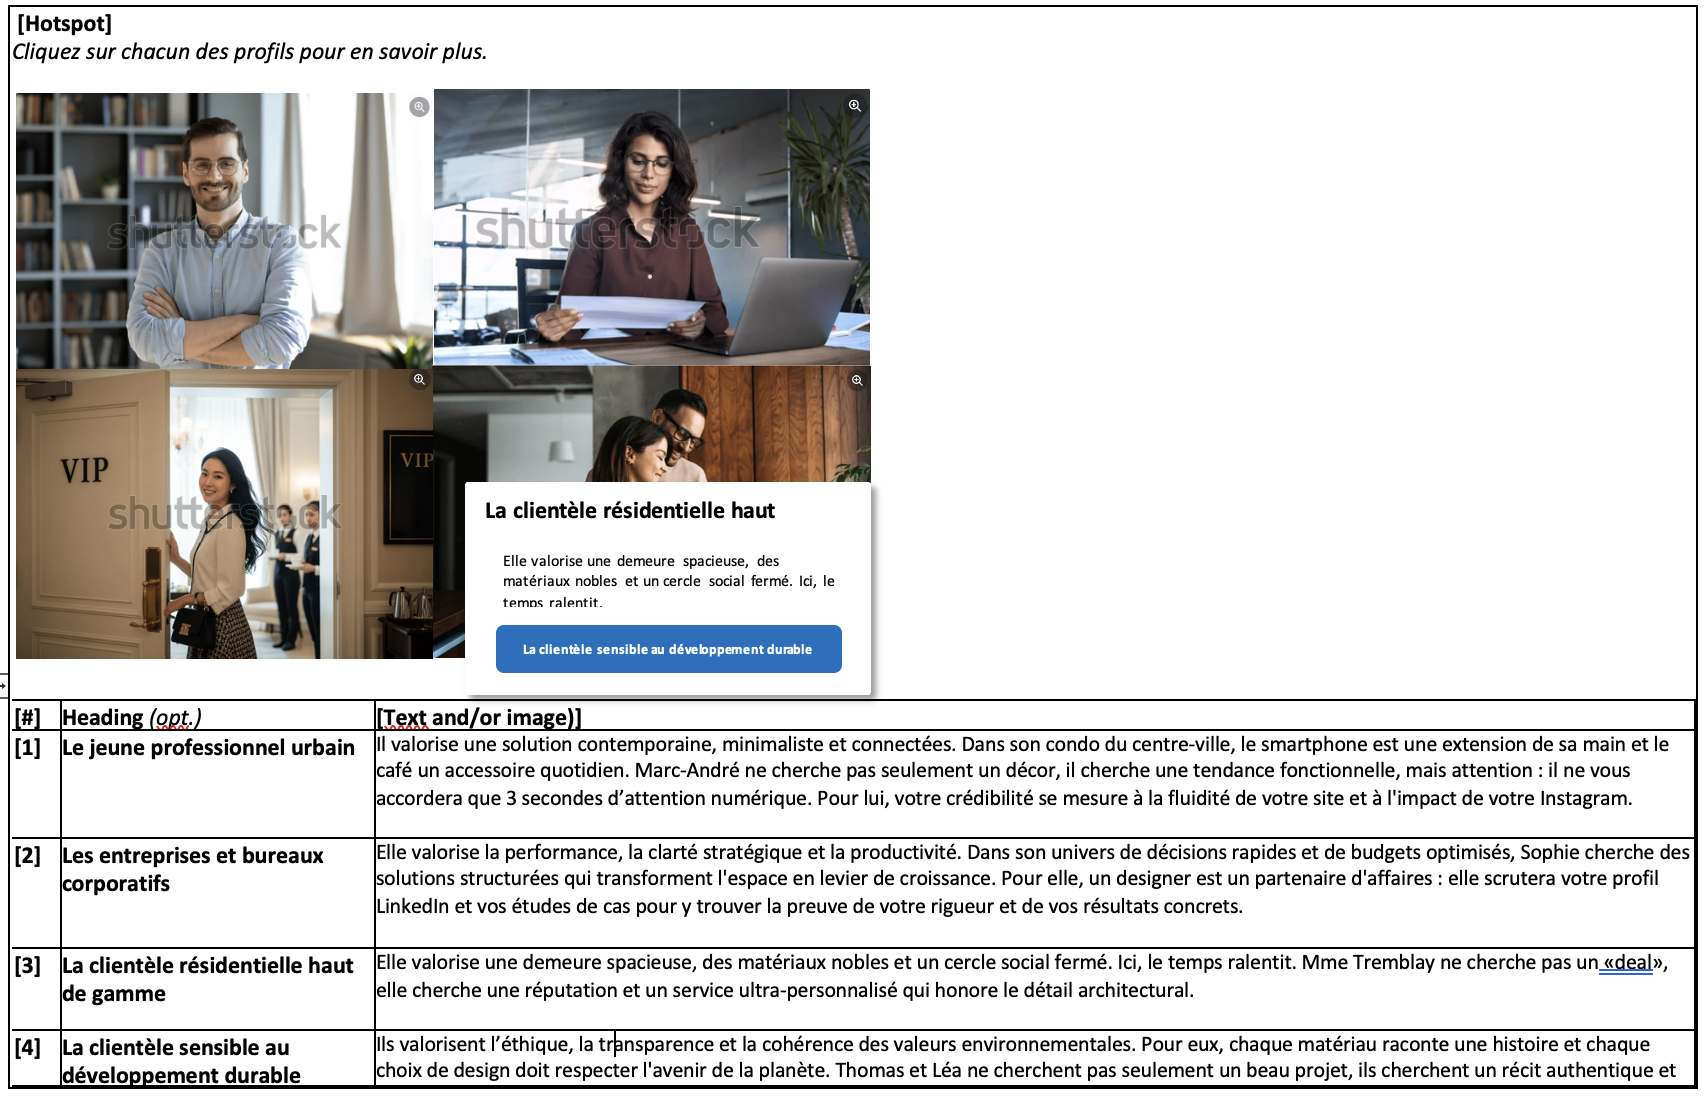 [Hotspot]
Cliquez sur chacun des profils pour en savoir plus.
shutterstock
shutterstock
VIP
VIP
shutterstock
La clientèle résidentielle haut
Elle valorise une demeure spacieuse, des
matériaux nobles et un cercle social fermé. Ici, le
temps ralentit.
La clientèle sensible au développement durable
[#] Heading (opt.) [Text and/or image)]
[1] Le jeune professionnel urbain
Il valorise une solution contemporaine, minimaliste et connectées. Dans son condo du centre-ville, le smartphone est une extension de sa main et le
café un accessoire quotidien. Marc-André ne cherche pas seulement un décor, il cherche une tendance fonctionnelle, mais attention : il ne vous
accordera que 3 secondes d’attention numérique. Pour lui, votre crédibilité se mesure à la fluidité de votre site et à l'impact de votre Instagram.
[2] Les entreprises et bureaux
corporatifs
Elle valorise la performance, la clarté stratégique et la productivité. Dans son univers de décisions rapides et de budgets optimisés, Sophie cherche des
solutions structurées qui transforment l'espace en levier de croissance. Pour elle, un designer est un partenaire d'affaires : elle scrutera votre profil
LinkedIn et vos études de cas pour y trouver la preuve de votre rigueur et de vos résultats concrets.
[3] La clientèle résidentielle haut
de gamme
Elle valorise une demeure spacieuse, des matériaux nobles et un cercle social fermé. Ici, le temps ralentit. Mme Tremblay ne cherche pas un «deal»,
elle cherche une réputation et un service ultra-personnalisé qui honore le détail architectural.
[4] La clientèle sensible au
développement durable
Ils valorisent l’éthique, la transparence et la cohérence des valeurs environnementales. Pour eux, chaque matériau raconte une histoire et chaque
choix de design doit respecter l'avenir de la planète. Thomas et Léa ne cherchent pas seulement un beau projet, ils cherchent un récit authentique et